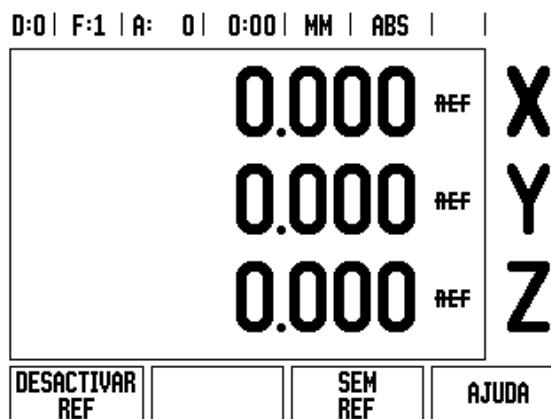 D:0 | F:1 | A: 0 | 0:00 | MM | ABS | |
0.000 REF X
0.000 REF Y
0.000 REF Z
DESACTIVAR
REF
SEM
REF
AJUDA